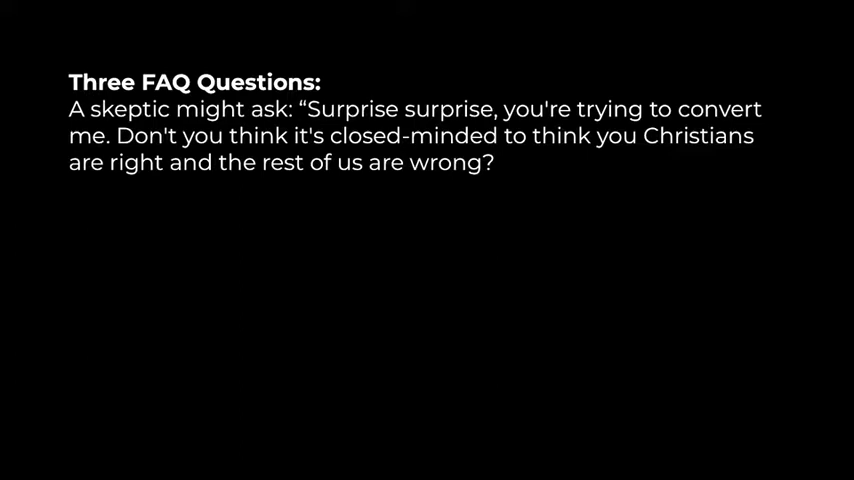 Three FAQ Questions:
A skeptic might ask: “Surprise surprise, you're trying to convert
me. Don't you think it's closed-minded to think you Christians
are right and the rest of us are wrong?